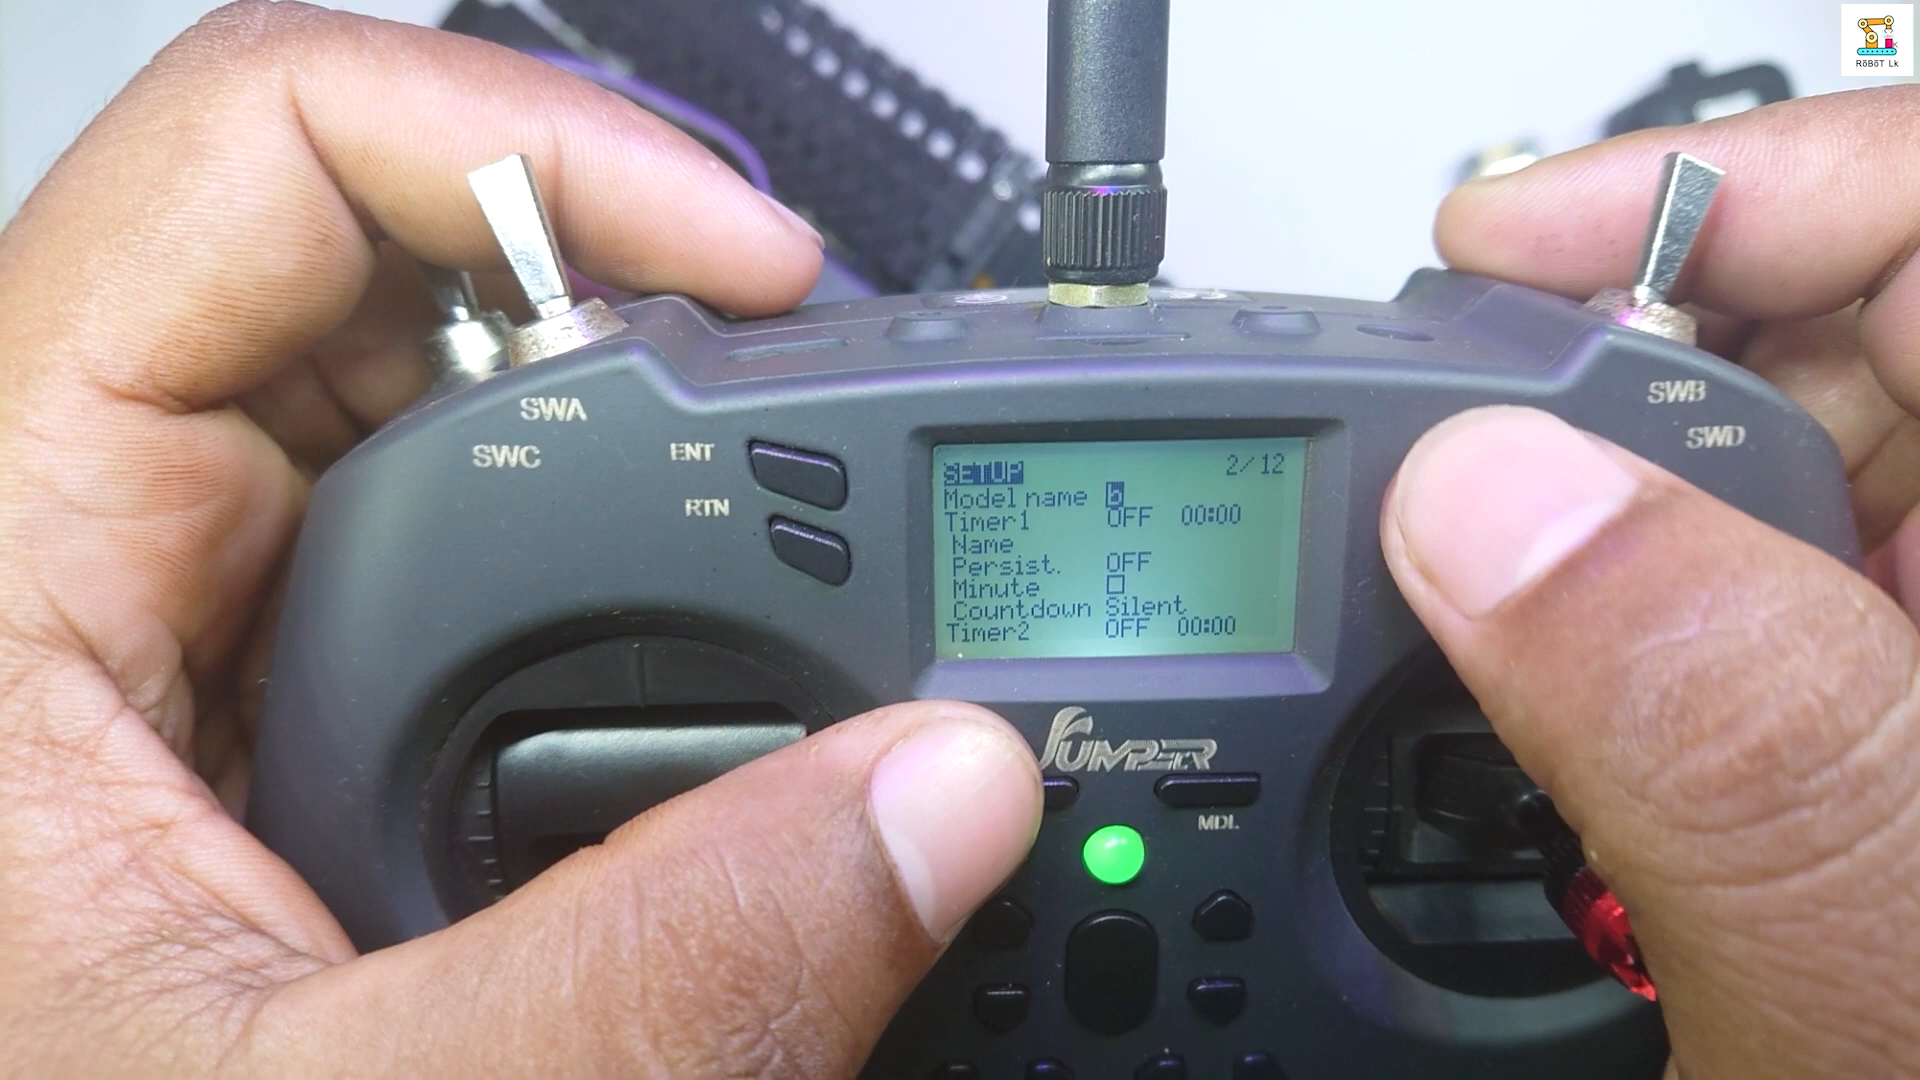 RōBōT Lk
SWA
SWC
ENT
RTN
SWB
SWD
SETUP 2/12
Model name b
Timer1 OFF 00:00
Name
Persist. OFF
Minute
Countdown Silent
Timer2 OFF 00:00
JUMPER
MDL